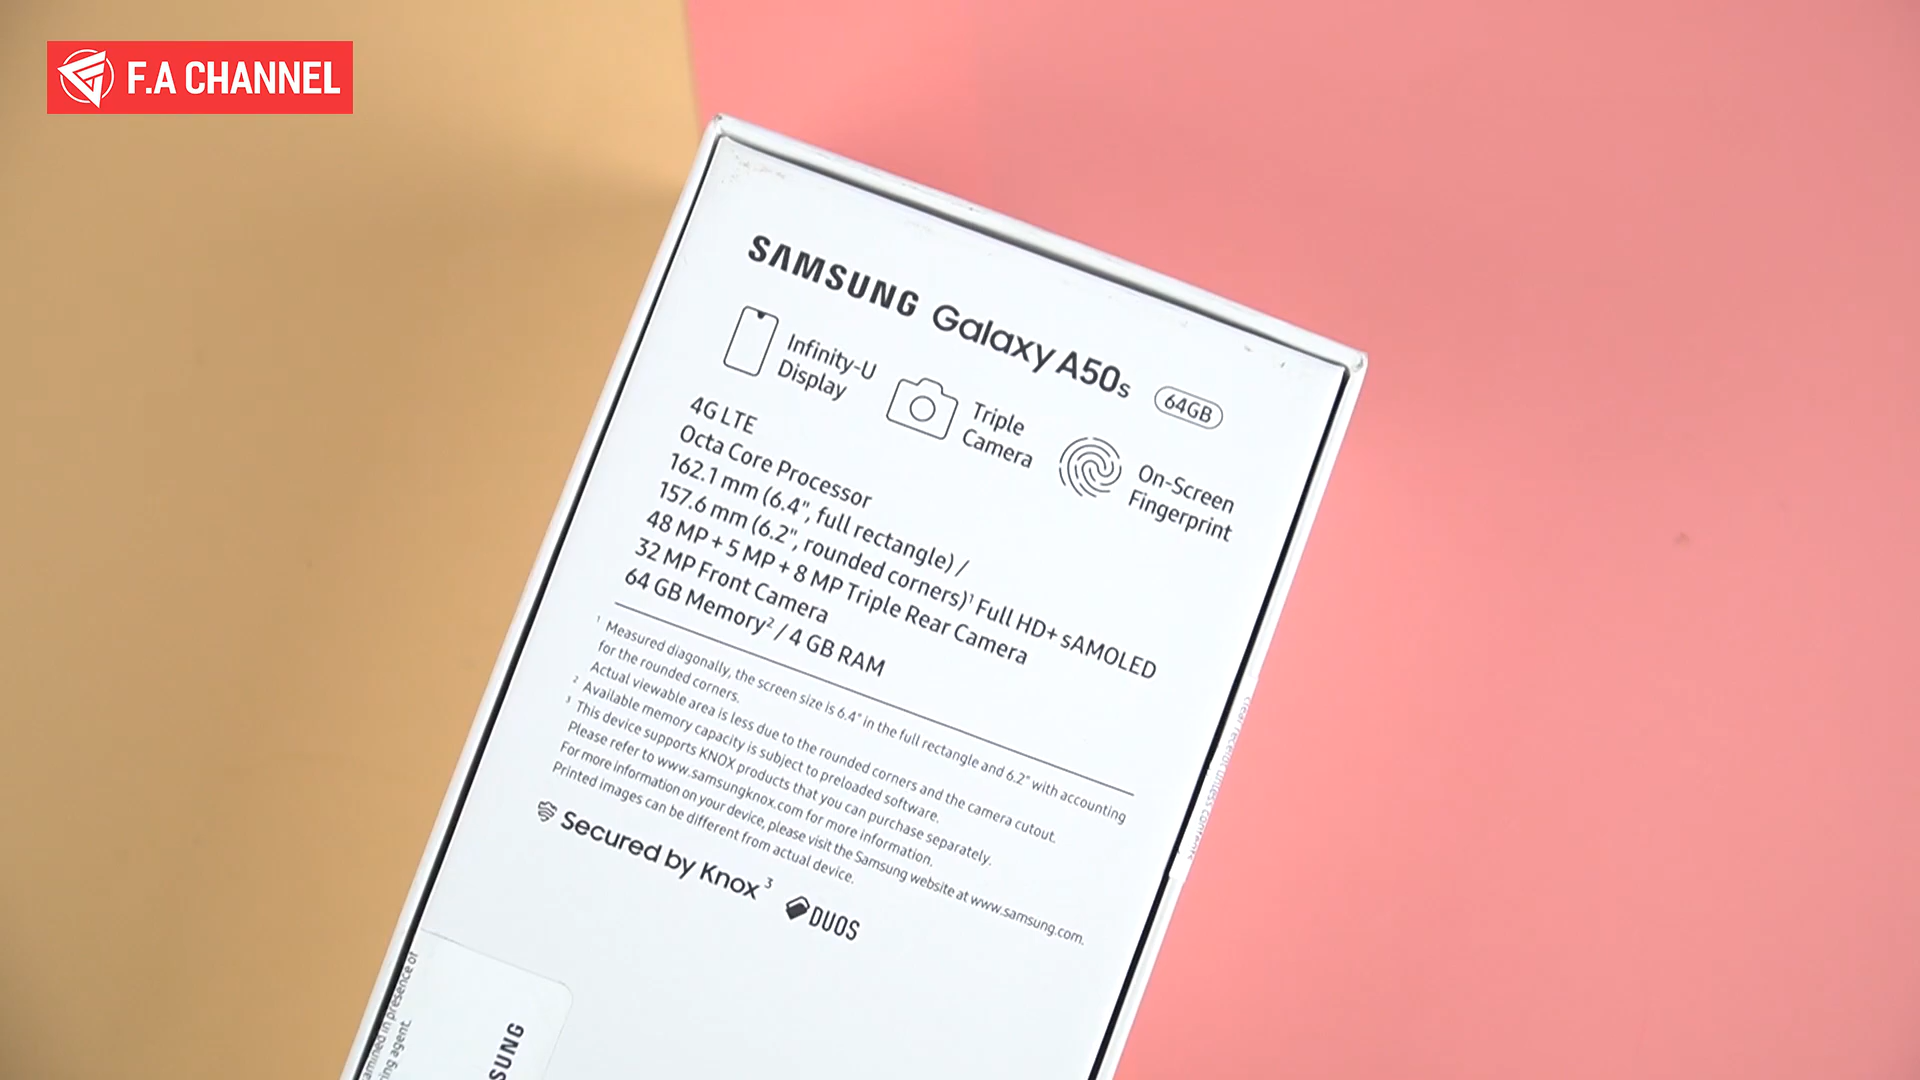 F.A CHANNEL
SAMSUNG Galaxy A50s 64GB
Infinity-U
Display
Triple
Camera
On-Screen
Fingerprint
4G LTE
Octa Core Processor
162.1 mm (6.4", full rectangle) /
157.6 mm (6.2", rounded corners)¹ Full HD+ sAMOLED
48 MP + 5 MP + 8 MP Triple Rear Camera
32 MP Front Camera
64 GB Memory² / 4 GB RAM
¹ Measured diagonally, the screen size is 6.4" in the full rectangle and 6.2" with accounting
for the rounded corners.
Actual viewable area is less due to the rounded corners and the camera cutout.
² Available memory capacity is subject to preloaded software.
³ This device supports KNOX products that you can purchase separately.
Please refer to www.samsungknox.com for more information.
For more information on your device, please visit the Samsung website at www.samsung.com.
Printed images can be different from actual device.
Secured by Knox ³
DUOS
in presence of
agent.